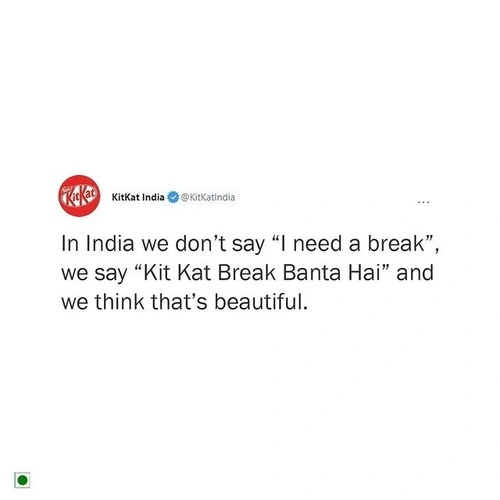 KitKat
KitKat India @KitKatIndia
...
In India we don’t say “I need a break”,
we say “Kit Kat Break Banta Hai” and
we think that’s beautiful.